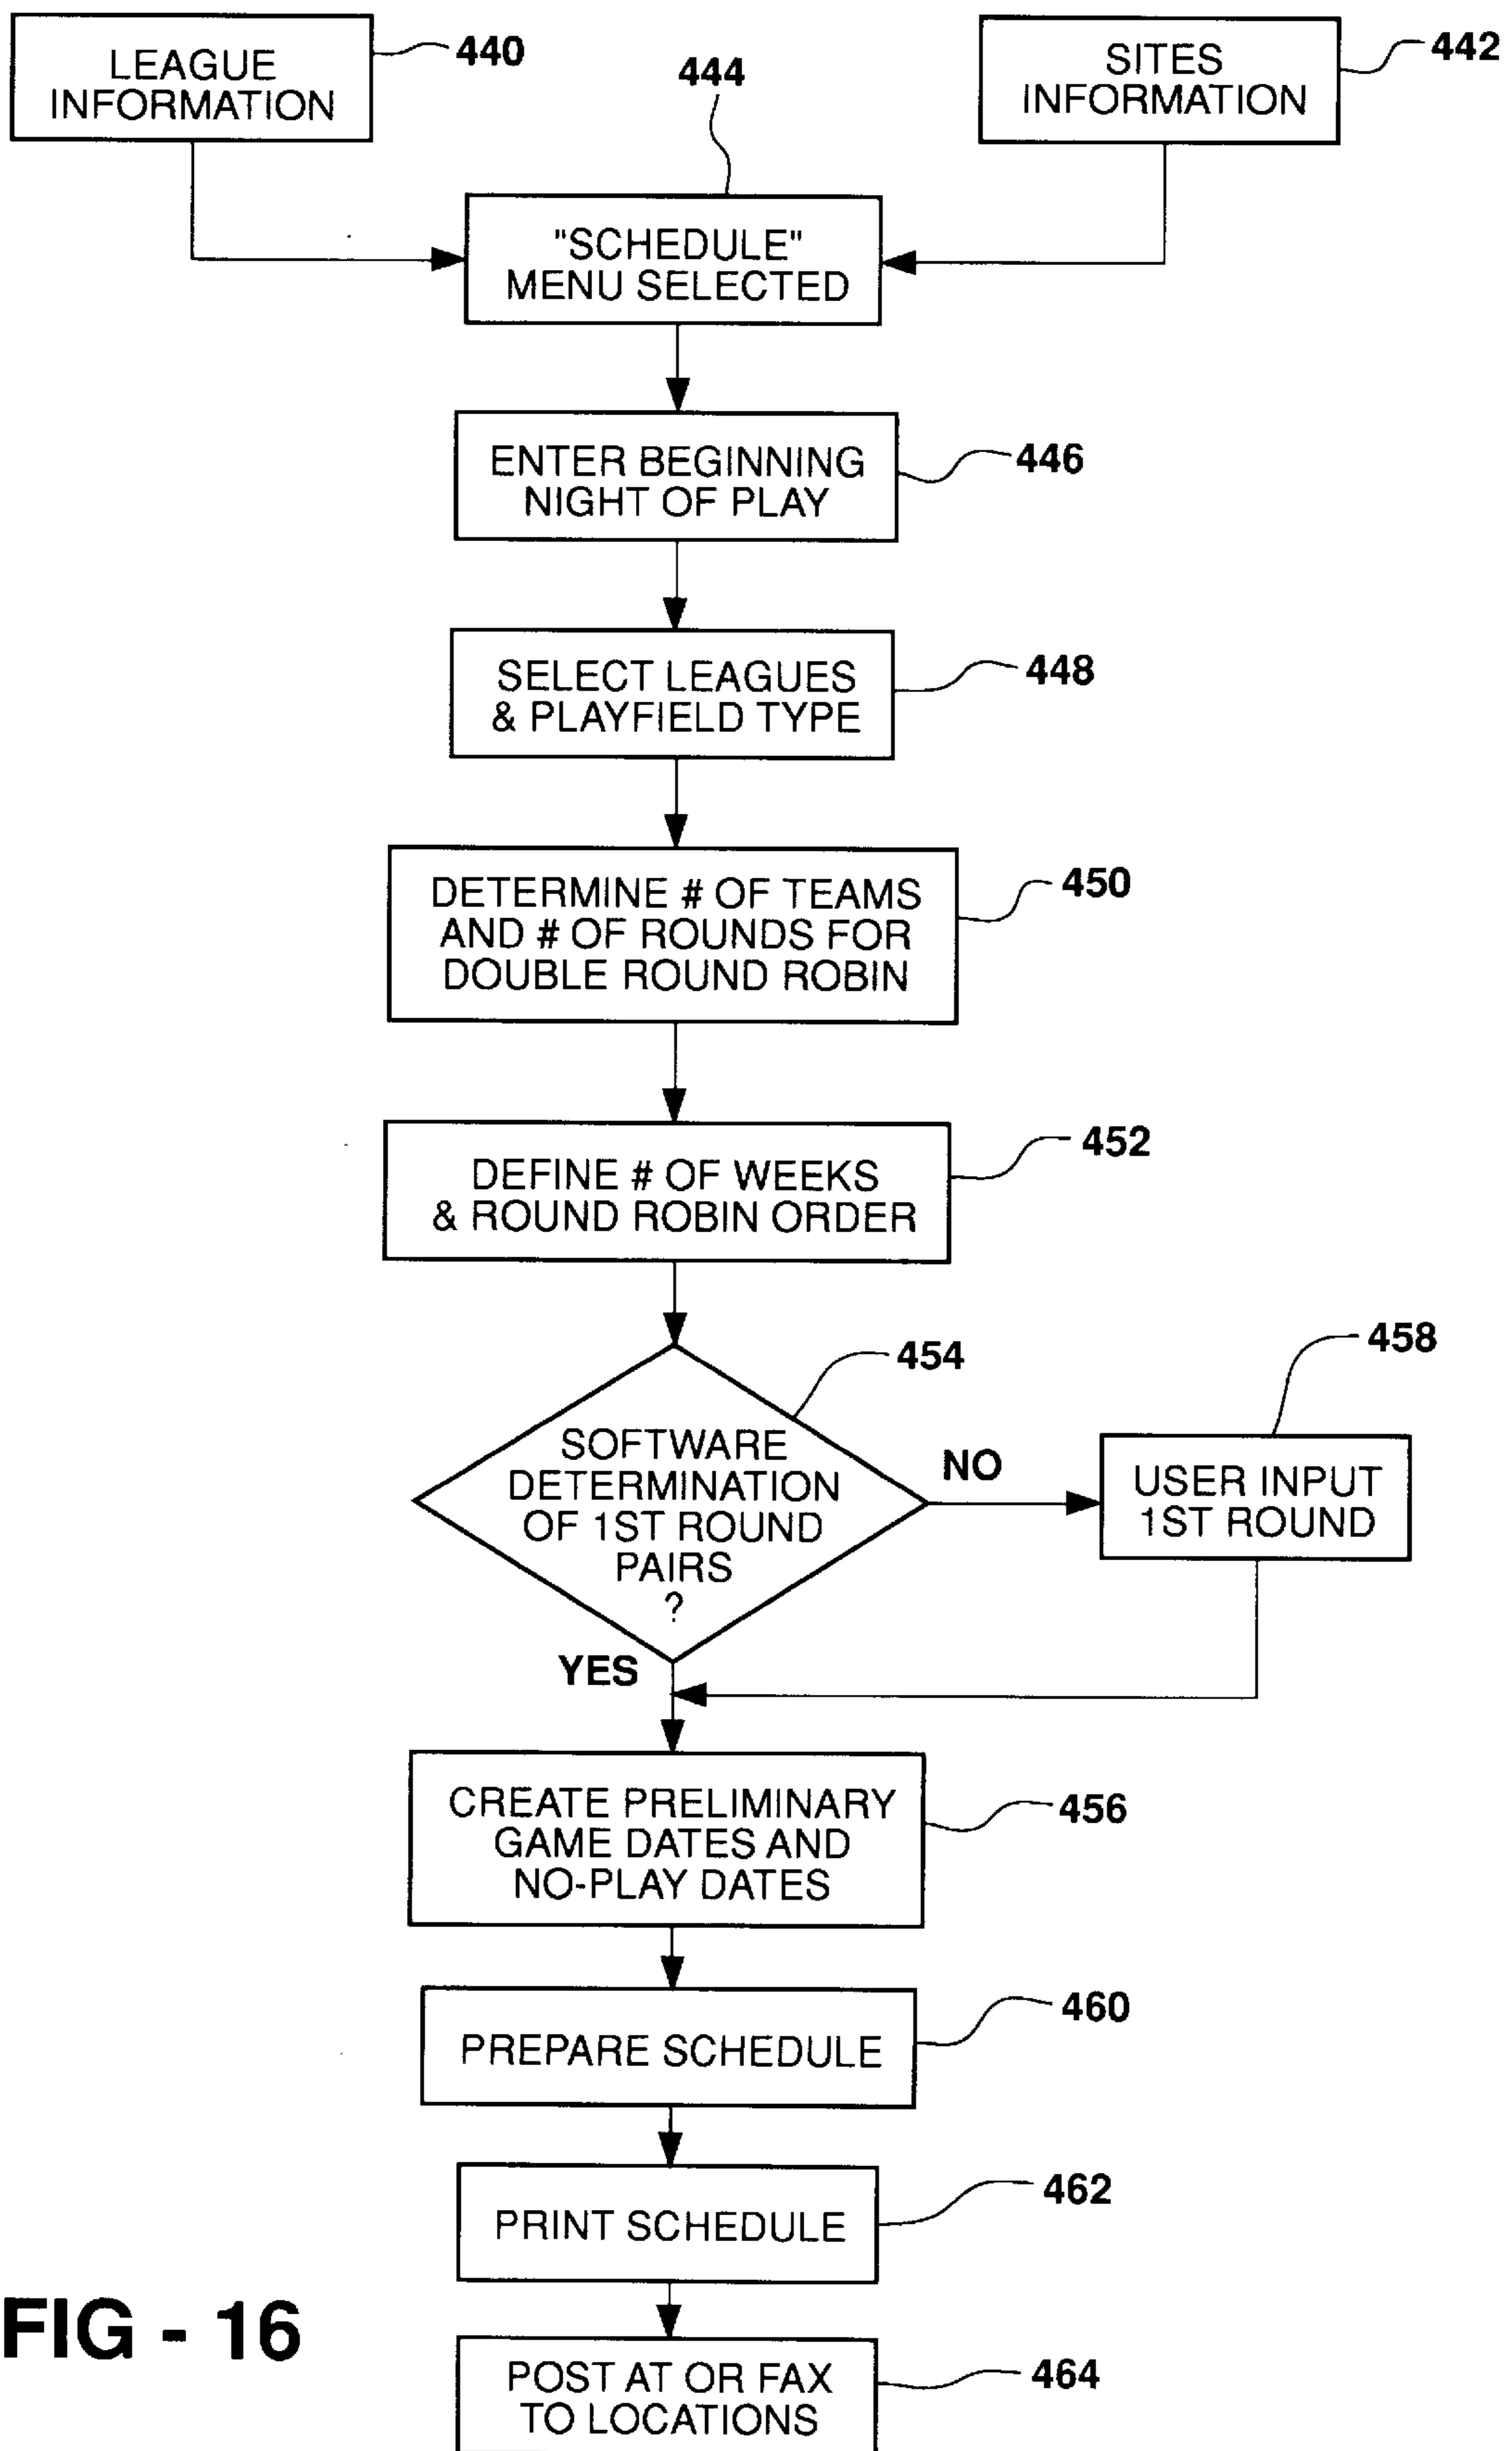 LEAGUE
INFORMATION
440
444
SITES
INFORMATION
442
"SCHEDULE"
MENU SELECTED
ENTER BEGINNING
NIGHT OF PLAY
446
SELECT LEAGUES
& PLAYFIELD TYPE
448
DETERMINE # OF TEAMS
AND # OF ROUNDS FOR
DOUBLE ROUND ROBIN
450
DEFINE # OF WEEKS
& ROUND ROBIN ORDER
452
454
SOFTWARE
DETERMINATION
OF 1ST ROUND
PAIRS
?
NO
458
USER INPUT
1ST ROUND
YES
CREATE PRELIMINARY
GAME DATES AND
NO-PLAY DATES
456
PREPARE SCHEDULE
460
PRINT SCHEDULE
462
POST AT OR FAX
TO LOCATIONS
464
FIG - 16